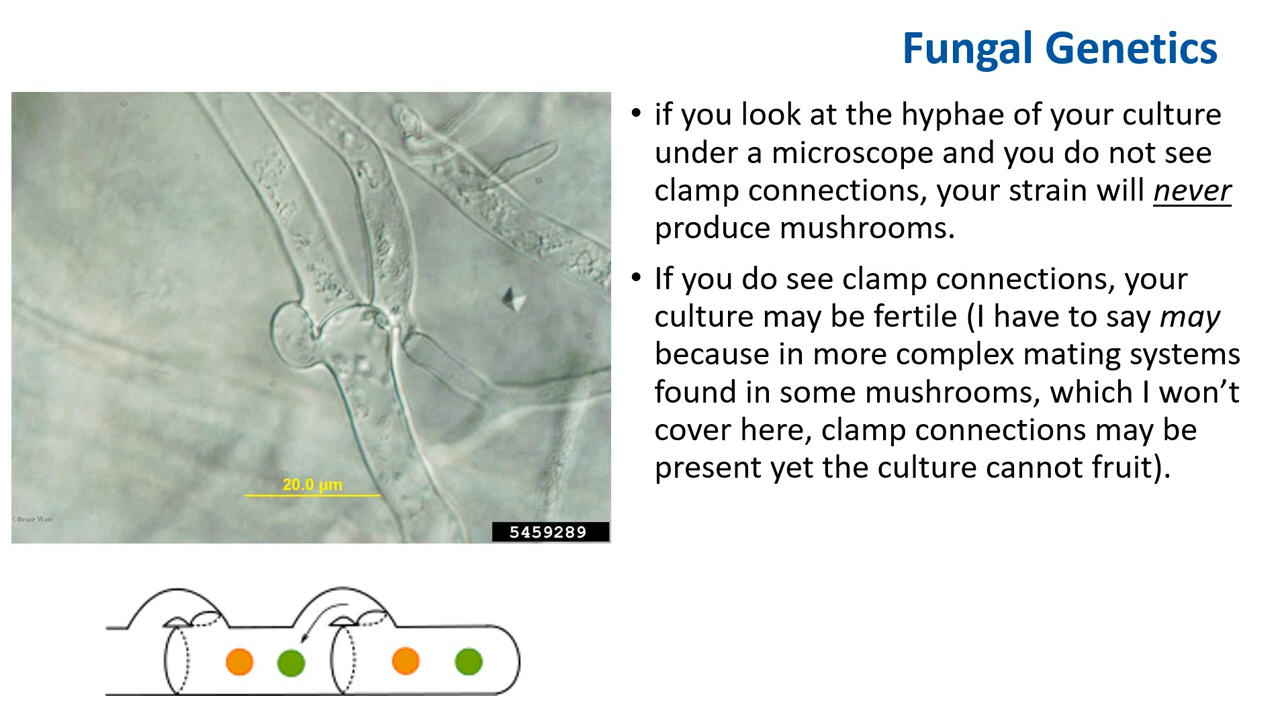 Fungal Genetics
• if you look at the hyphae of your culture
under a microscope and you do not see
clamp connections, your strain will never
produce mushrooms.
• If you do see clamp connections, your
culture may be fertile (I have to say may
because in more complex mating systems
found in some mushrooms, which I won’t
cover here, clamp connections may be
present yet the culture cannot fruit).
20.0 µm
©Bruce Watt
5459289